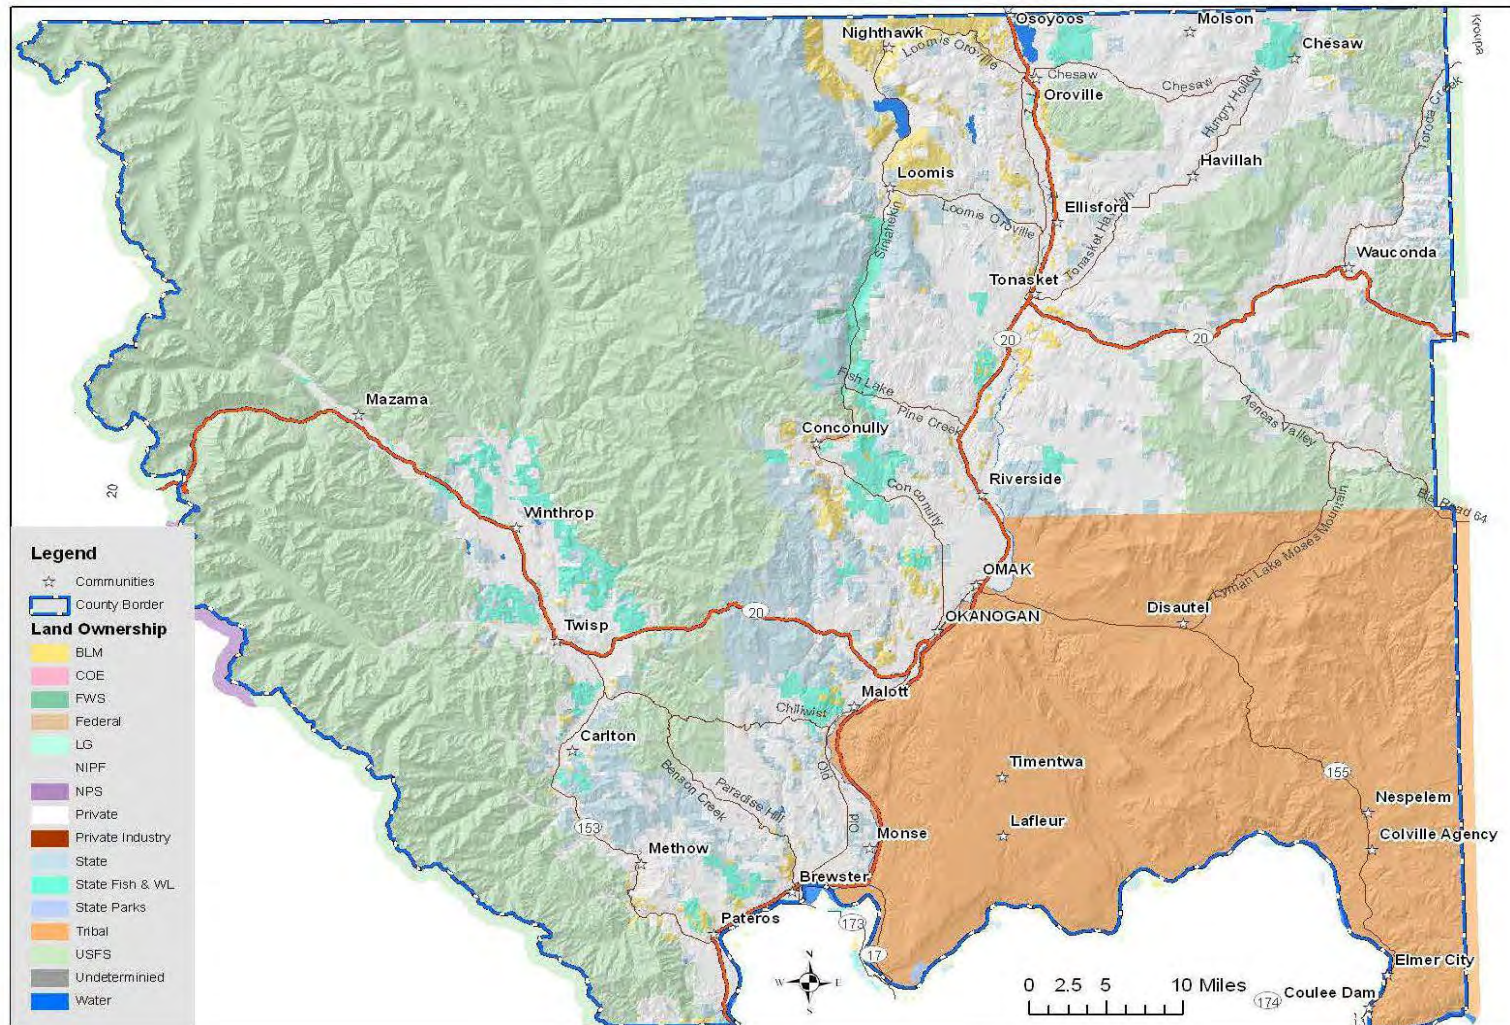 Osoyoos
Molson
Nighthawk
Kroupa
Chesaw
Loomis Oroville
Chesaw
Chesaw
Oroville
Hungry Hollow
Toroda Creek
Havillah
Loomis
Ellisford
Loomis Oroville
Tonasket Havillah
Sinlahekin
Wauconda
Tonasket
20
20
Fish Lake
Mazama
Pine Creek
Aeneas Valley
Conconully
Riverside
Conconully
20
Winthrop
Lyman Lake Moses Mountain
OMAK
Disautel
20
OKANOGAN
Twisp
Malott
Chiliwist
Carlton
Old
Timentwa
155
Benson Creek
Paradise Hill
Nespelem
Lafleur
Colville Agency
153
Monse
Methow
Brewster
Pateros
173
17
Elmer City
Coulee Dam
174
N
W
E
S
0 2.5 5 10 Miles
Legend
Communities
County Border
Land Ownership
BLM
COE
FWS
Federal
LG
NIPF
NPS
Private
Private Industry
State
State Fish & WL
State Parks
Tribal
USFS
Undeterminied
Water